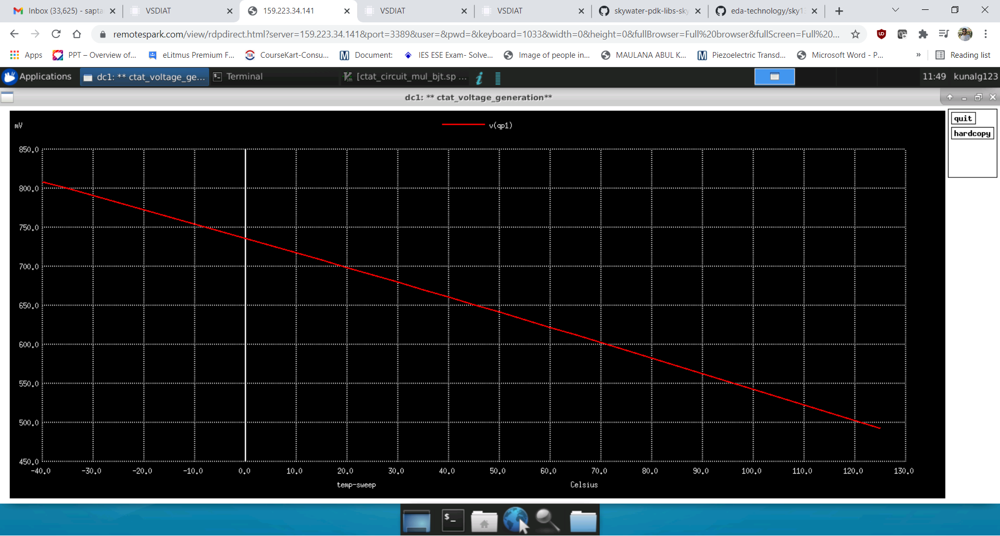 Inbox (33,625) - sapta
VSDIAT
159.223.34.141
VSDIAT
VSDIAT
skywater-pdk-libs-sky
eda-technology/sky13
remotespark.com/view/rdpdirect.html?server=159.223.34.141&port=3389&user=&pwd=&keyboard=1033&width=0&height=0&fullBrowser=Full%20browser&fullScreen=Full%20...
Apps
PPT – Overview of...
eLitmus Premium F...
CourseKart-Consu...
Document:
IES ESE Exam- Solve...
Image of people in...
MAULANA ABUL K...
Piezoelectric Transd...
Microsoft Word - P...
»
Reading list
Applications
dc1: ** ctat_voltage_ge...
Terminal
[ctat_circuit_mul_bjt.sp ...
11:49
kunalg123
dc1: ** ctat_voltage_generation**
quit
hardcopy
mV
v(qp1)
850.0
800.0
750.0
700.0
650.0
600.0
550.0
500.0
450.0
-40.0 -30.0 -20.0 -10.0 0.0 10.0 20.0 30.0 40.0 50.0 60.0 70.0 80.0 90.0 100.0 110.0 120.0 130.0
temp-sweep Celsius
$_